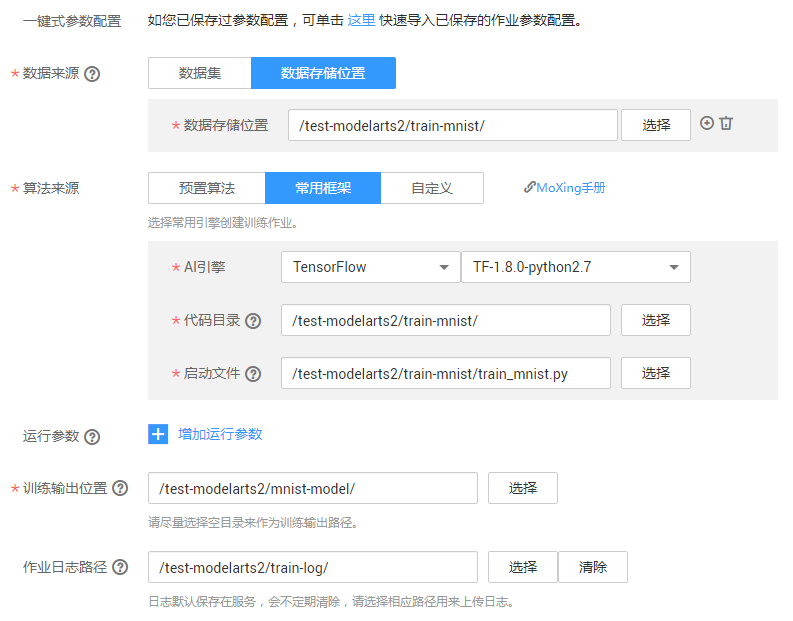 一键式参数配置 如您已保存过参数配置，可单击 这里 快速导入已保存的作业参数配置。
* 数据来源 ? 数据集 数据存储位置
* 数据存储位置 /test-modelarts2/train-mnist/ 选择
* 算法来源 预置算法 常用框架 自定义 MoXing手册
选择常用引擎创建训练作业。
* AI引擎 TensorFlow TF-1.8.0-python2.7
* 代码目录 ? /test-modelarts2/train-mnist/ 选择
* 启动文件 ? /test-modelarts2/train-mnist/train_mnist.py 选择
运行参数 ? + 增加运行参数
* 训练输出位置 ? /test-modelarts2/mnist-model/ 选择
请尽量选择空目录来作为训练输出路径。
作业日志路径 ? /test-modelarts2/train-log/ 选择 清除
日志默认保存在服务，会不定期清除，请选择相应路径用来上传日志。